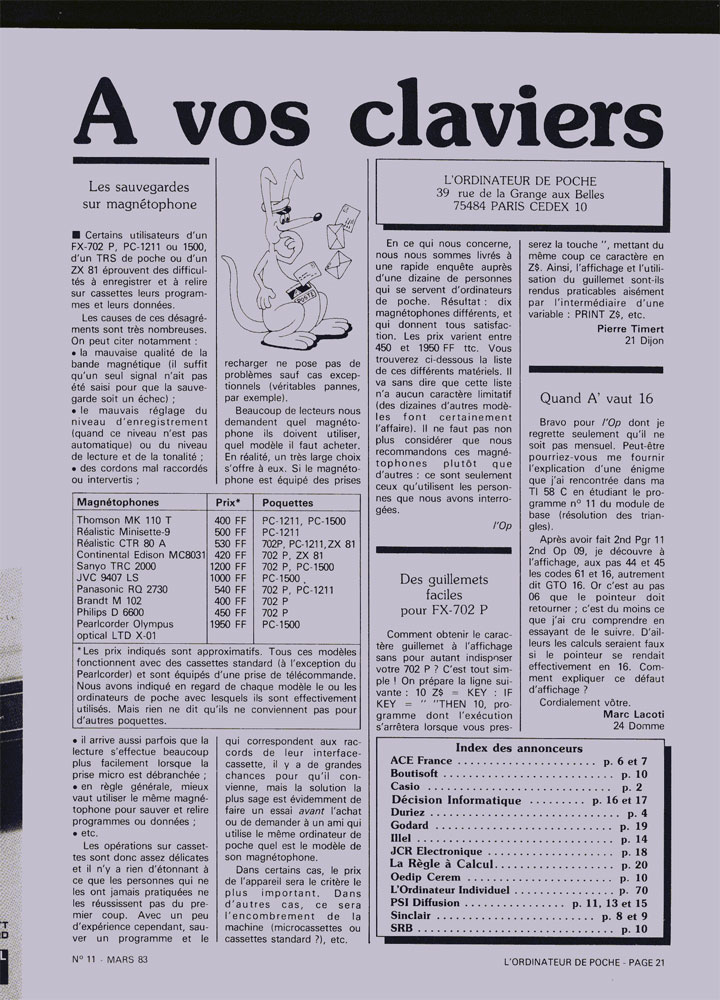 A vos claviers
Les sauvegardes
sur magnétophone
■ Certains utilisateurs d'un
FX-702 P, PC-1211 ou 1500,
d'un TRS de poche ou d'un
ZX 81 éprouvent des difficul-
tés à enregistrer et à relire
sur cassettes leurs program-
mes et leurs données.
Les causes de ces désagré-
ments sont très nombreuses.
On peut citer notamment :
• la mauvaise qualité de la
bande magnétique (il suffit
qu'un seul signal n'ait pas
été saisi pour que la sauve-
garde soit un échec) ;
• le mauvais réglage du
niveau d'enregistrement
(quand ce niveau n'est pas
automatique) ou du niveau
de lecture et de la tonalité ;
• des cordons mal raccordés
ou intervertis ;
• il arrive aussi parfois que la
lecture s'effectue beaucoup
plus facilement lorsque la
prise micro est débranchée ;
• en règle générale, mieux
vaut utiliser le même magné-
tophone pour sauver et relire
programmes ou données ;
• etc.
Les opérations sur casset-
tes sont donc assez délicates
et il n'y a rien d'étonnant à
ce que les personnes qui ne
les ont jamais pratiquées ne
les réussissent pas du pre-
mier coup. Avec un peu
d'expérience cependant, sau-
ver un programme et le
POSTE
recharger ne pose pas de
problèmes sauf cas excep-
tionnels (véritables pannes,
par exemple).
Beaucoup de lecteurs nous
demandent quel magnéto-
phone ils doivent utiliser,
quel modèle il faut acheter.
En réalité, un très large choix
s'offre à eux. Si le magnéto-
phone est équipé des prises
qui correspondent aux rac-
cords de leur interface-
cassette, il y a de grandes
chances pour qu'il con-
vienne, mais la solution la
plus sage est évidemment de
faire un essai avant l'achat
ou de demander à un ami qui
utilise le même ordinateur de
poche quel est le modèle de
son magnétophone.
Dans certains cas, le prix
de l'appareil sera le critère le
plus important. Dans
d'autres cas, ce sera
l'encombrement de la
machine (microcassettes ou
cassettes standard ?), etc.
Magnétophones Prix* Poquettes
Thomson MK 110 T 400 FF PC-1211, PC-1500
Réalistic Minisette-9 500 FF PC-1211
Réalistic CTR 80 A 530 FF 702P, PC-1211, ZX 81
Continental Edison MC8031 420 FF 702 P, ZX 81
Sanyo TRC 2000 1200 FF 702 P, PC-1500
JVC 9407 LS 1000 FF PC-1500
Panasonic RQ 2730 540 FF 702 P, PC-1211
Brandt M 102 400 FF 702 P
Philips D 6600 450 FF 702 P
Pearlcorder Olympus 1950 FF PC-1500
optical LTD X-01
*Les prix indiqués sont approximatifs. Tous ces modèles
fonctionnent avec des cassettes standard (à l'exception du
Pearlcorder) et sont équipés d'une prise de télécommande.
Nous avons indiqué en regard de chaque modèle le ou les
ordinateurs de poche avec lesquels ils sont effectivement
utilisés. Mais rien ne dit qu'ils ne conviennent pas pour
d'autres poquettes.
L'ORDINATEUR DE POCHE
39 rue de la Grange aux Belles
75484 PARIS CEDEX 10
En ce qui nous concerne,
nous nous sommes livrés à
une rapide enquête auprès
d'une dizaine de personnes
qui se servent d'ordinateurs
de poche. Résultat : dix
magnétophones différents, et
qui donnent tous satisfac-
tion. Les prix varient entre
450 et 1950 FF ttc. Vous
trouverez ci-dessous la liste
de ces différents matériels. Il
va sans dire que cette liste
n'a aucun caractère limitatif
(des dizaines d'autres modè-
les font certainement
l'affaire). Il ne faut pas non
plus considérer que nous
recommandons ces magné-
tophones plutôt que
d'autres : ce sont seulement
ceux qu'utilisent les person-
nes que nous avons interro-
gées.
l'Op
Des guillemets
faciles
pour FX-702 P
Comment obtenir le carac-
tère guillemet à l'affichage
sans pour autant indisposer
votre 702 P ? C'est tout sim-
ple ! On prépare la ligne sui-
vante : 10 Z$ = KEY : IF
KEY = " "THEN 10, pro-
gramme dont l'exécution
s'arrêtera lorsque vous pres-
serez la touche ", mettant du
même coup ce caractère en
Z$. Ainsi, l'affichage et l'utili-
sation du guillemet sont-ils
rendus praticables aisément
par l'intermédiaire d'une
variable : PRINT Z$, etc.
Pierre Timert
21 Dijon
Quand A' vaut 16
Bravo pour l'Op dont je
regrette seulement qu'il ne
soit pas mensuel. Peut-être
pourriez-vous me fournir
l'explication d'une énigme
que j'ai rencontrée dans ma
TI 58 C en étudiant le pro-
gramme n° 11 du module de
base (résolution des trian-
gles).
Après avoir fait 2nd Pgr 11
2nd Op 09, je découvre à
l'affichage, aux pas 44 et 45
les codes 61 et 16, autrement
dit GTO 16. Or c'est au pas
06 que le pointeur doit
retourner ; c'est du moins ce
que j'ai cru comprendre en
essayant de le suivre. D'ail-
leurs les calculs seraient faux
si le pointeur se rendait
effectivement en 16. Com-
ment expliquer ce défaut
d'affichage ?
Cordialement vôtre.
Marc Lacoti
24 Domme
Index des annonceurs
ACE France . . . . . . . . . . . . . . . . . . . . . . p. 6 et 7
Boutisoft . . . . . . . . . . . . . . . . . . . . . . . . . . . p. 10
Casio . . . . . . . . . . . . . . . . . . . . . . . . . . . . . . p. 2
Décision Informatique . . . . . . . . . p. 16 et 17
Duriez . . . . . . . . . . . . . . . . . . . . . . . . . . . . . . p. 4
Godard . . . . . . . . . . . . . . . . . . . . . . . . . . . . p. 19
Illel . . . . . . . . . . . . . . . . . . . . . . . . . . . . . . . p. 14
JCR Electronique . . . . . . . . . . . . . . . . . . . . p. 18
La Règle à Calcul. . . . . . . . . . . . . . . . . . . p. 20
Oedip Cerem . . . . . . . . . . . . . . . . . . . . . . . p. 10
L'Ordinateur Individuel . . . . . . . . . . . . . . . p. 70
PSI Diffusion . . . . . . . . . . . . . . . p. 11, 13 et 15
Sinclair . . . . . . . . . . . . . . . . . . . . . . . . p. 8 et 9
SRB . . . . . . . . . . . . . . . . . . . . . . . . . . . . . . . p. 10
N° 11 - MARS 83
L'ORDINATEUR DE POCHE - PAGE 21